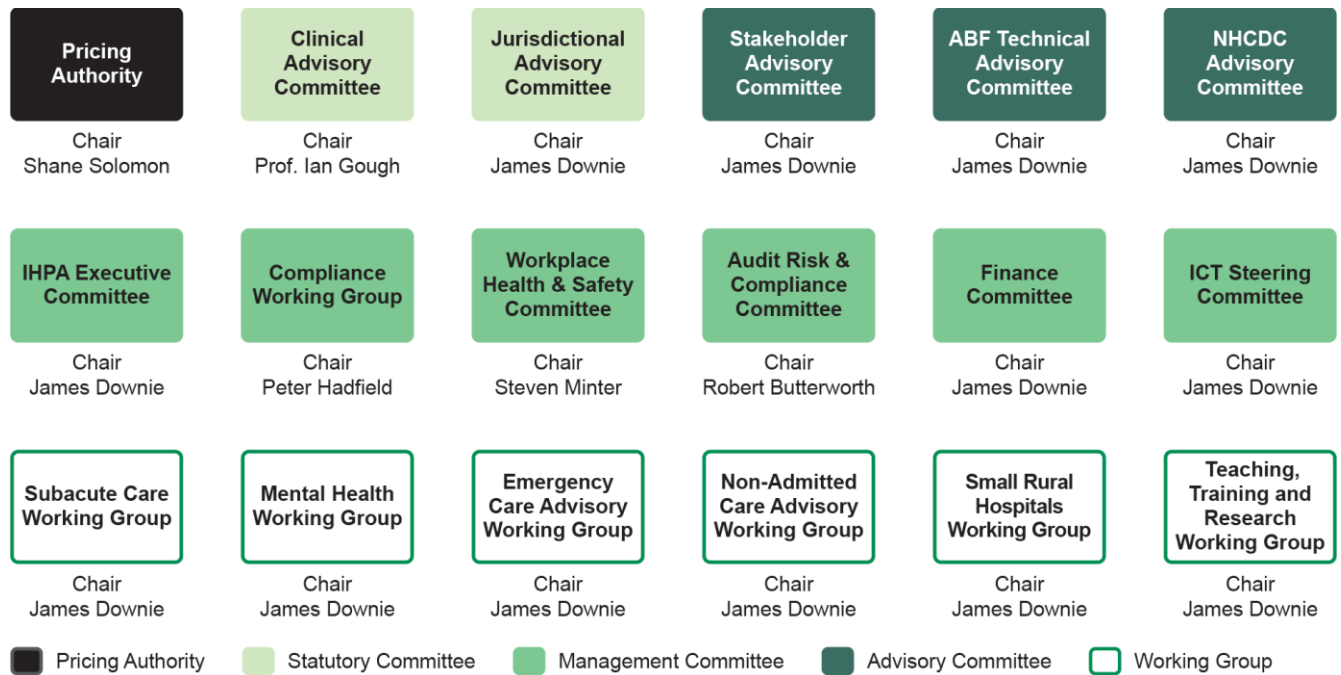 Pricing
Authority
Chair
Shane Solomon
Clinical
Advisory
Committee
Chair
Prof. Ian Gough
Jurisdictional
Advisory
Committee
Chair
James Downie
Stakeholder
Advisory
Committee
Chair
James Downie
ABF Technical
Advisory
Committee
Chair
James Downie
NHCDC
Advisory
Committee
Chair
James Downie
IHPA Executive
Committee
Chair
James Downie
Compliance
Working Group
Chair
Peter Hadfield
Workplace
Health & Safety
Committee
Chair
Steven Minter
Audit Risk &
Compliance
Committee
Chair
Robert Butterworth
Finance
Committee
Chair
James Downie
ICT Steering
Committee
Chair
James Downie
Subacute Care
Working Group
Chair
James Downie
Mental Health
Working Group
Chair
James Downie
Emergency
Care Advisory
Working Group
Chair
James Downie
Non-Admitted
Care Advisory
Working Group
Chair
James Downie
Small Rural
Hospitals
Working Group
Chair
James Downie
Teaching,
Training and
Research
Working Group
Chair
James Downie
Pricing Authority
Statutory Committee
Management Committee
Advisory Committee
Working Group